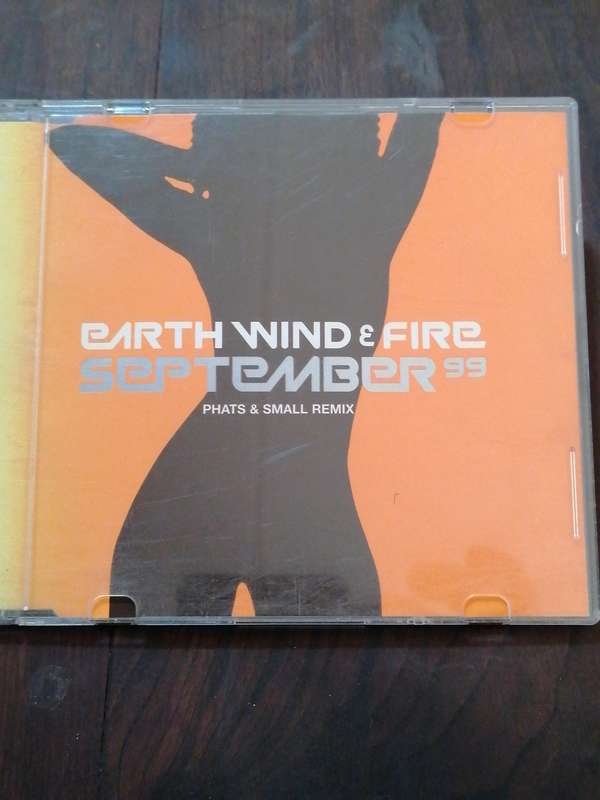 EARTH WIND & FIRE
SEPTEMBER 99
PHATS & SMALL REMIX